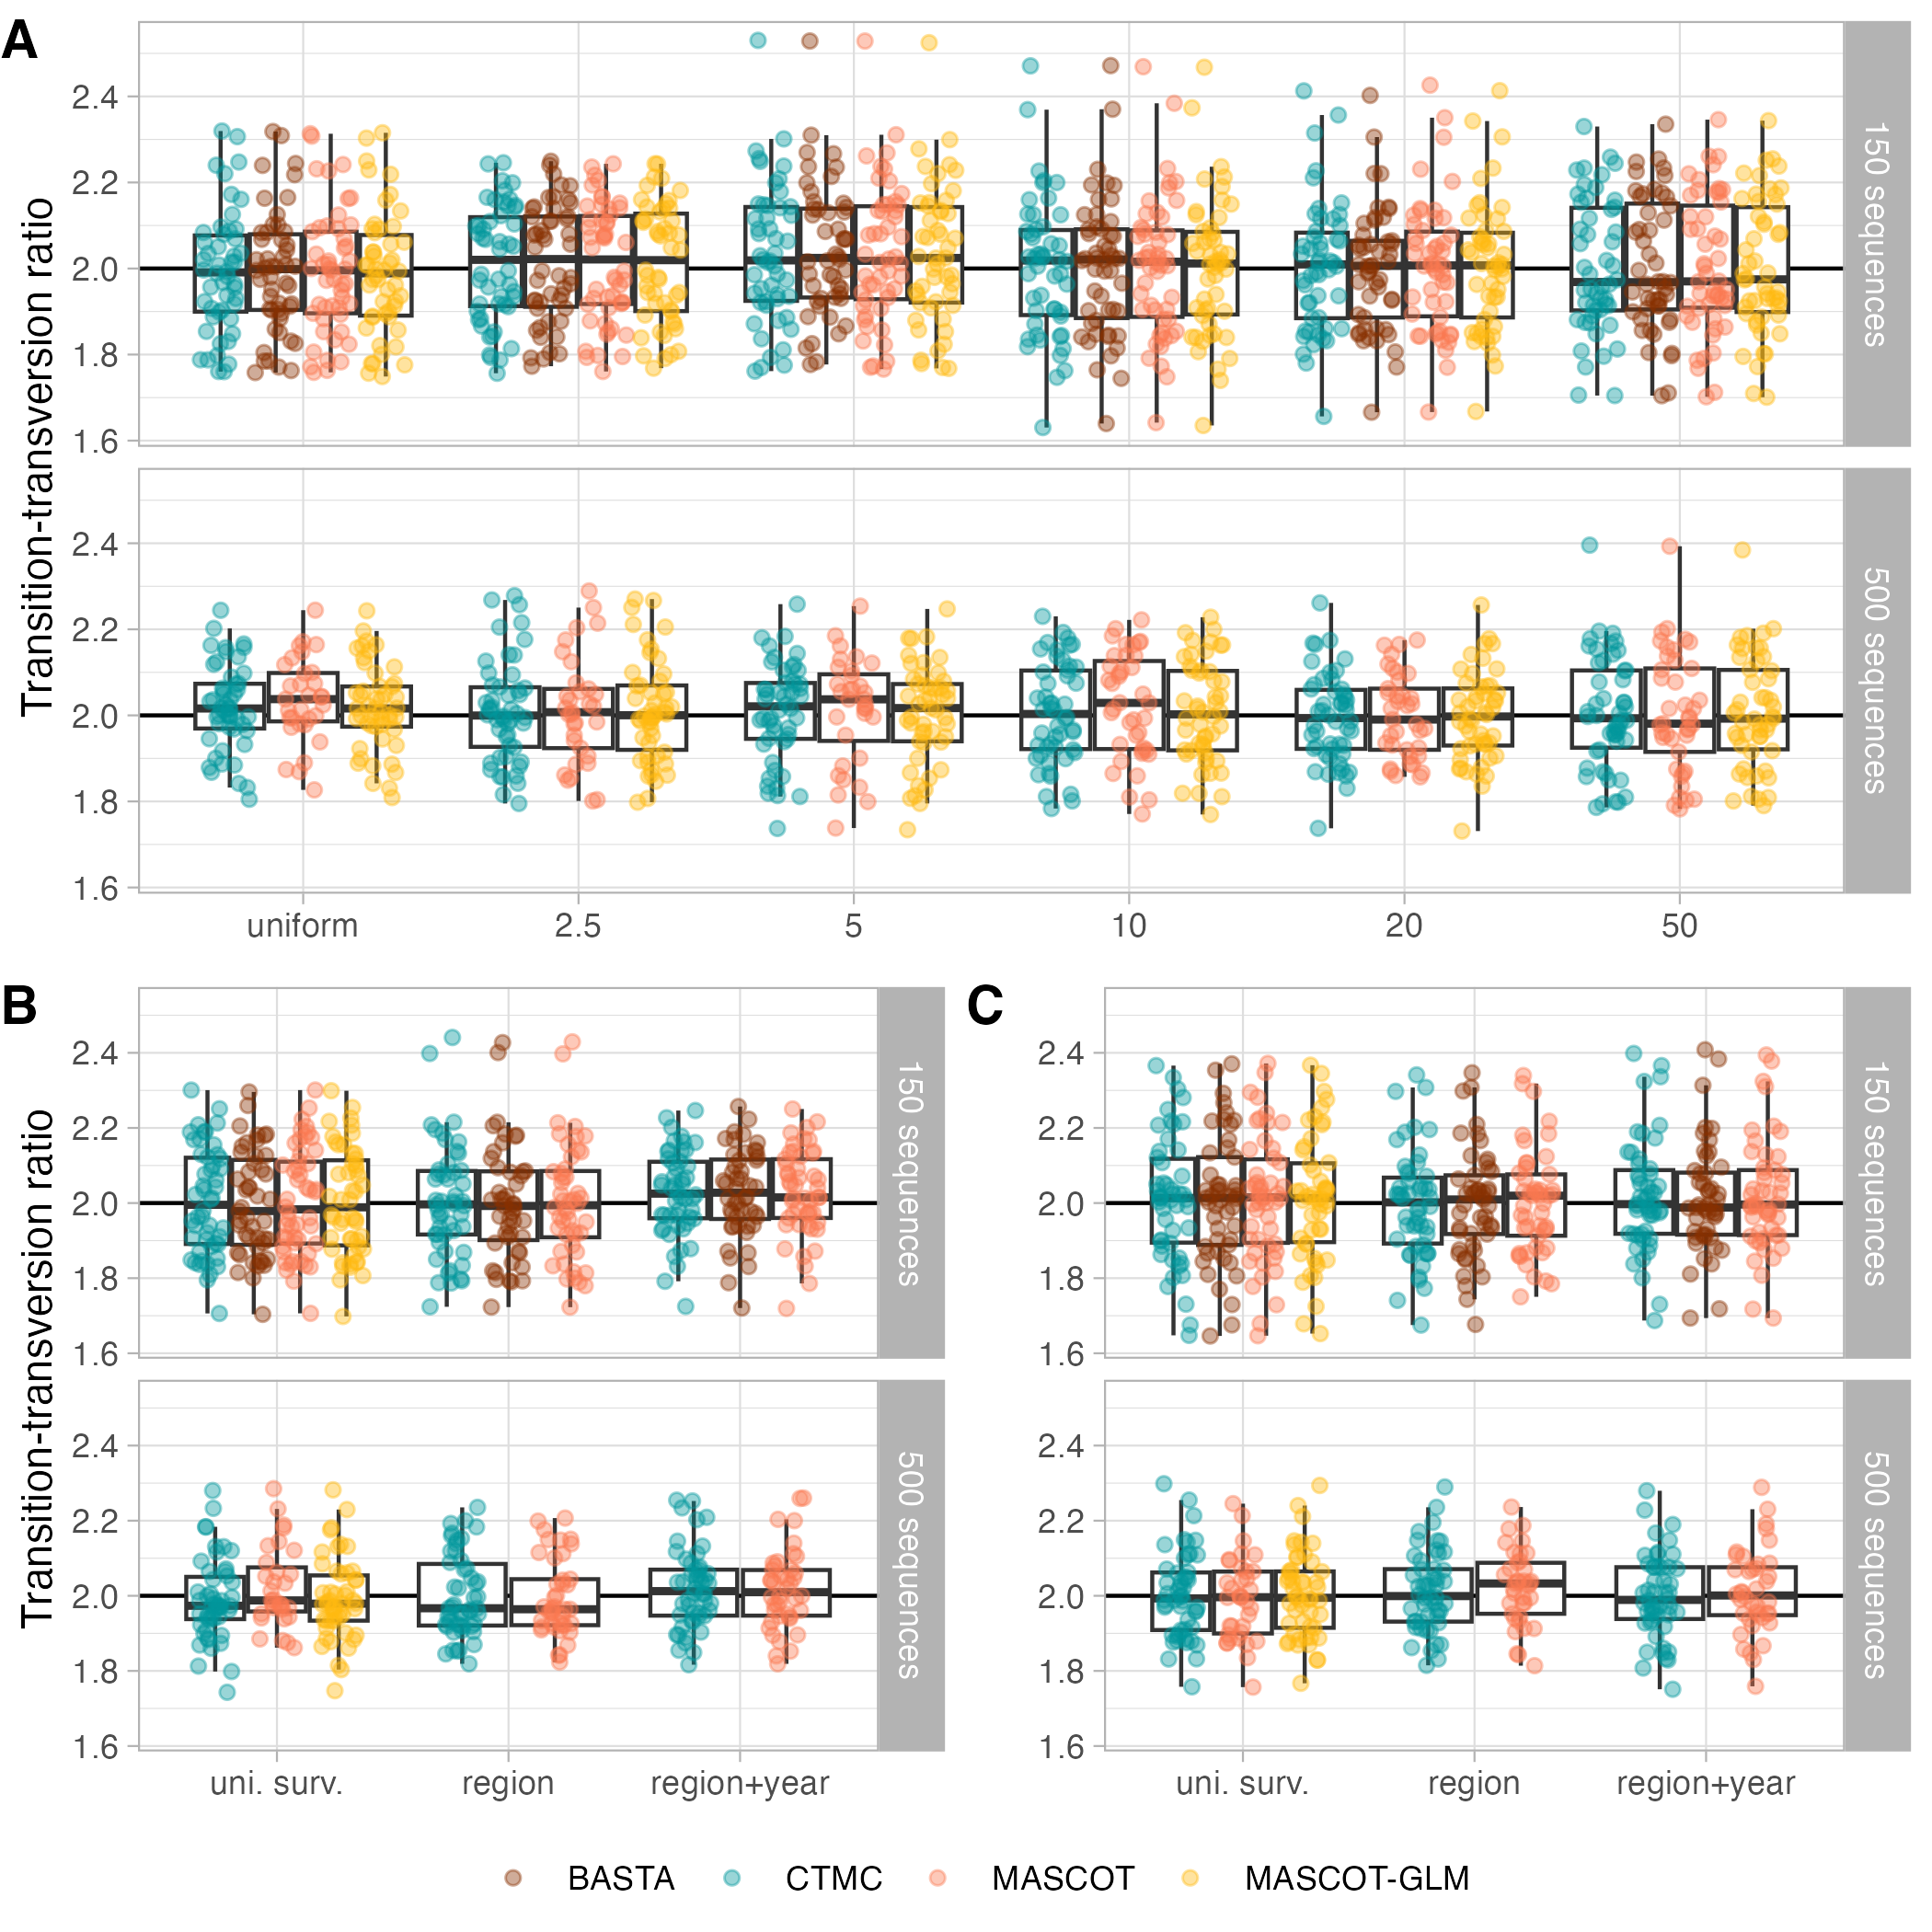 A
Transition-transversion ratio
2.4
2.2
2.0
1.8
1.6
150 sequences
2.4
2.2
2.0
1.8
1.6
500 sequences
uniform 2.5 5 10 20 50
B
Transition-transversion ratio
2.4
2.2
2.0
1.8
1.6
150 sequences
2.4
2.2
2.0
1.8
1.6
500 sequences
uni. surv. region region+year
C
2.4
2.2
2.0
1.8
1.6
150 sequences
2.4
2.2
2.0
1.8
1.6
500 sequences
uni. surv. region region+year
BASTA CTMC MASCOT MASCOT-GLM